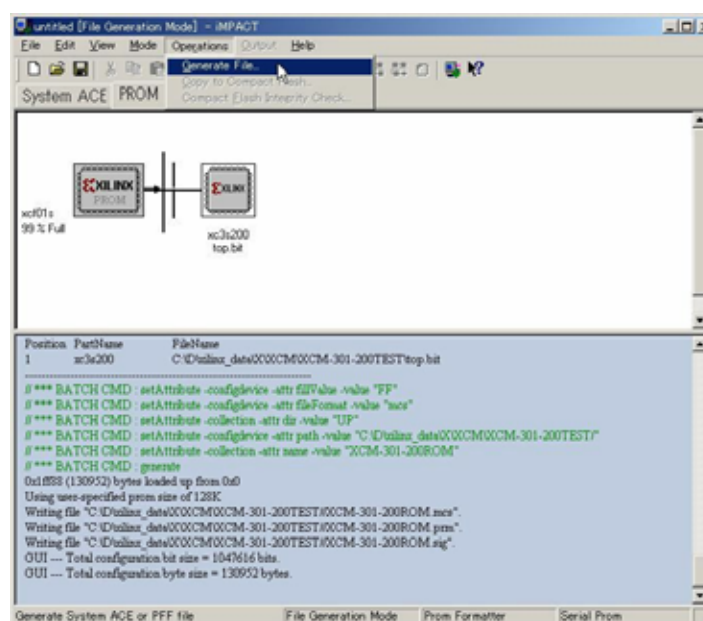 untitled [File Generation Mode] - iMPACT
File Edit View Mode Operations Output Help
Generate File...
Copy to Compact Flash...
Compact Flash Integrity Check...
System ACE PROM
XILINX
PROM
XILINX
xcf01s
99 % Full
xc3s200
top.bit
Position PartName FileName
1 xc3s200 C:\D\xilinx_data\X\XCM\XCM-301-200TEST\top.bit
// *** BATCH CMD : setAttribute -configdevice -attr fillValue -value "FF"
// *** BATCH CMD : setAttribute -configdevice -attr fileFormat -value "mcs"
// *** BATCH CMD : setAttribute -collection -attr dir -value "UP"
// *** BATCH CMD : setAttribute -configdevice -attr path -value "C:\D\xilinx_data\X\XCM\XCM-301-200TEST/"
// *** BATCH CMD : setAttribute -collection -attr name -value "XCM-301-200ROM"
// *** BATCH CMD : generate
0x1ff88 (130952) bytes loaded up from 0x0
Using user-specified prom size of 128K
Writing file "C:\D\xilinx_data\X\XCM\XCM-301-200TEST//XCM-301-200ROM.mcs".
Writing file "C:\D\xilinx_data\X\XCM\XCM-301-200TEST//XCM-301-200ROM.prm".
Writing file "C:\D\xilinx_data\X\XCM\XCM-301-200TEST//XCM-301-200ROM.sig".
GUI --- Total configuration bit size = 1047616 bits.
GUI --- Total configuration byte size = 130952 bytes.
Generate System ACE or PFF file File Generation Mode Prom Formatter Serial Prom